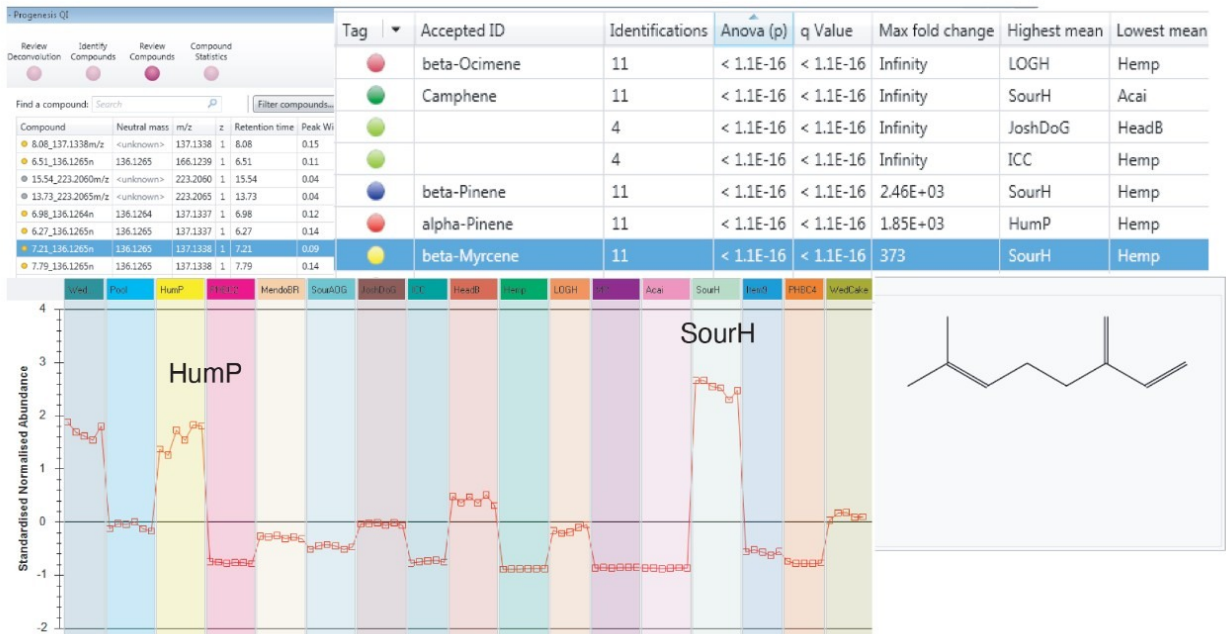 - Progenesis QI
Review Deconvolution
Identify Compounds
Review Compounds
Compound Statistics
Find a compound: Search
Filter compounds...
Compound Neutral mass m/z z Retention time Peak Wi
8.08_137.1338m/z <unknown> 137.1338 1 8.08 0.15
6.51_136.1265n 136.1265 166.1239 1 6.51 0.11
15.54_223.2060m/z <unknown> 223.2060 1 15.54 0.04
13.73_223.2065m/z <unknown> 223.2065 1 13.73 0.04
6.98_136.1264n 136.1264 137.1337 1 6.98 0.12
6.27_136.1265n 136.1265 137.1337 1 6.27 0.14
7.21_136.1265n 136.1265 137.1338 1 7.21 0.09
7.79_136.1265n 136.1265 137.1338 1 7.79 0.14
Tag Accepted ID Identifications Anova (p) q Value Max fold change Highest mean Lowest mean
beta-Ocimene 11 < 1.1E-16 < 1.1E-16 Infinity LOGH Hemp
Camphene 11 < 1.1E-16 < 1.1E-16 Infinity SourH Acai
4 < 1.1E-16 < 1.1E-16 Infinity JoshDoG HeadB
4 < 1.1E-16 < 1.1E-16 Infinity ICC Hemp
beta-Pinene 11 < 1.1E-16 < 1.1E-16 2.46E+03 SourH Hemp
alpha-Pinene 11 < 1.1E-16 < 1.1E-16 1.85E+03 HumP Hemp
beta-Myrcene 11 < 1.1E-16 < 1.1E-16 373 SourH Hemp
Wed Pool HumP MendoBR SourAOG JoshDoG ICC HeadB Hemp LOGH Acai SourH PHBC4 WedCake
HumP
SourH
Standardised Normalised Abundance
4
3
2
1
0
-1
-2